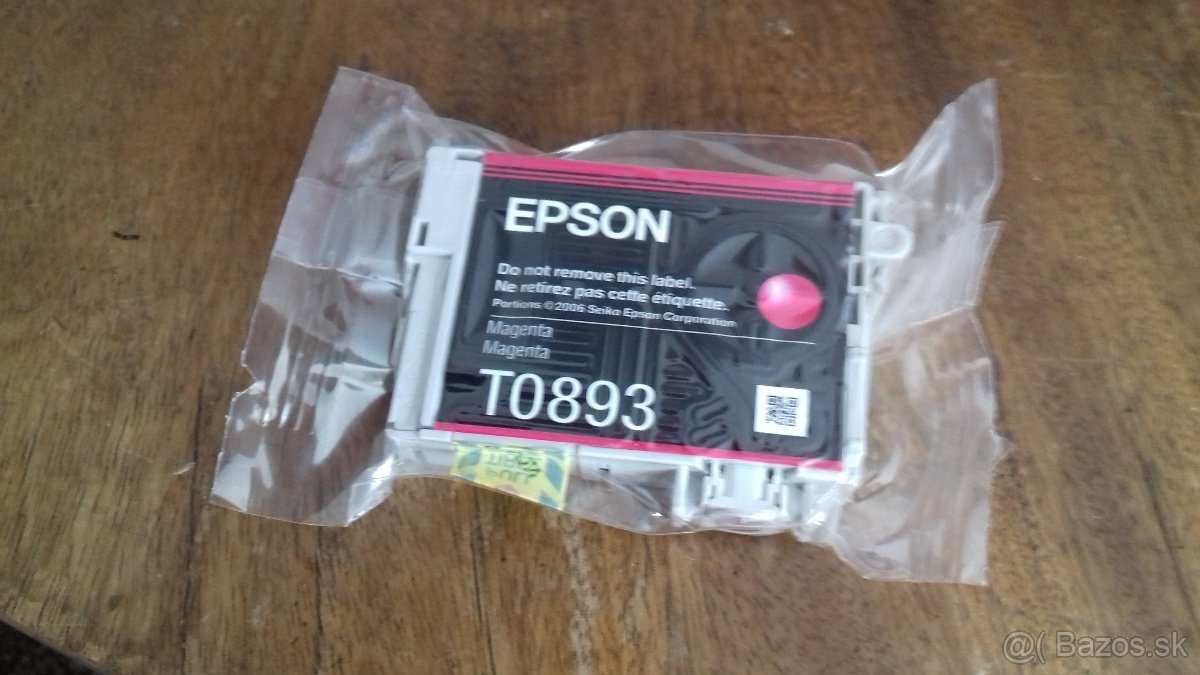 EPSON
Do not remove this label.
Ne retirez pas cette étiquette.
Portions ©2006 Seiko Epson Corporation
Magenta
Magenta
T0893
@( Bazos.sk